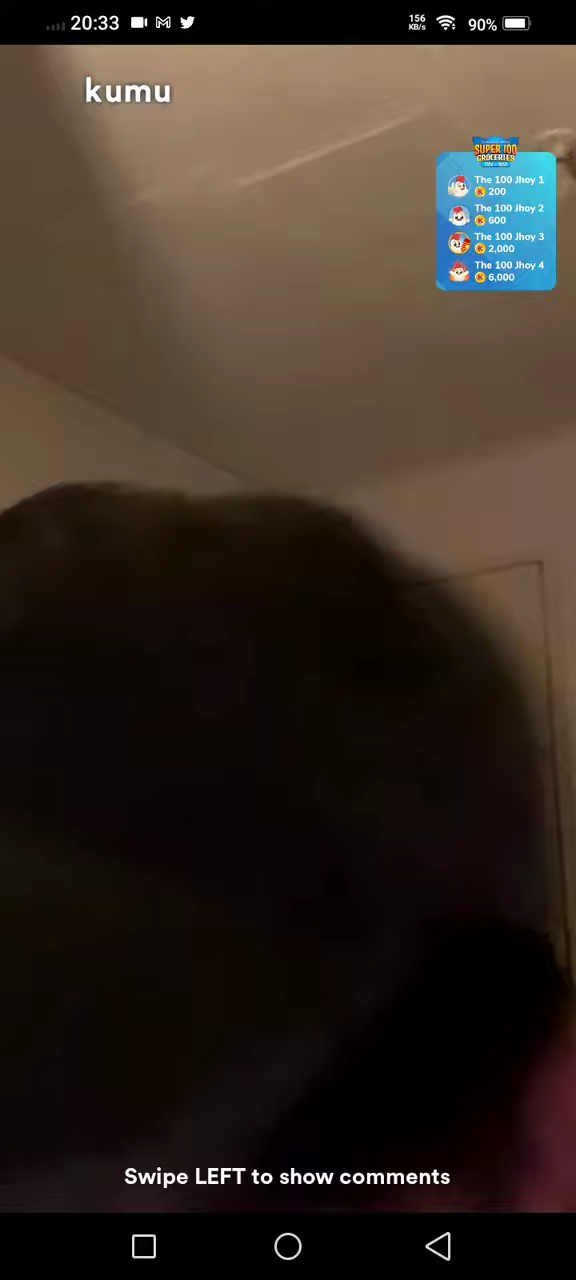 20:33
156
KB/s
90%
kumu
SUPER 100
GROCERIES
The 100 Jhoy 1
K 200
The 100 Jhoy 2
K 600
The 100 Jhoy 3
K 2,000
The 100 Jhoy 4
K 6,000
Swipe LEFT to show comments